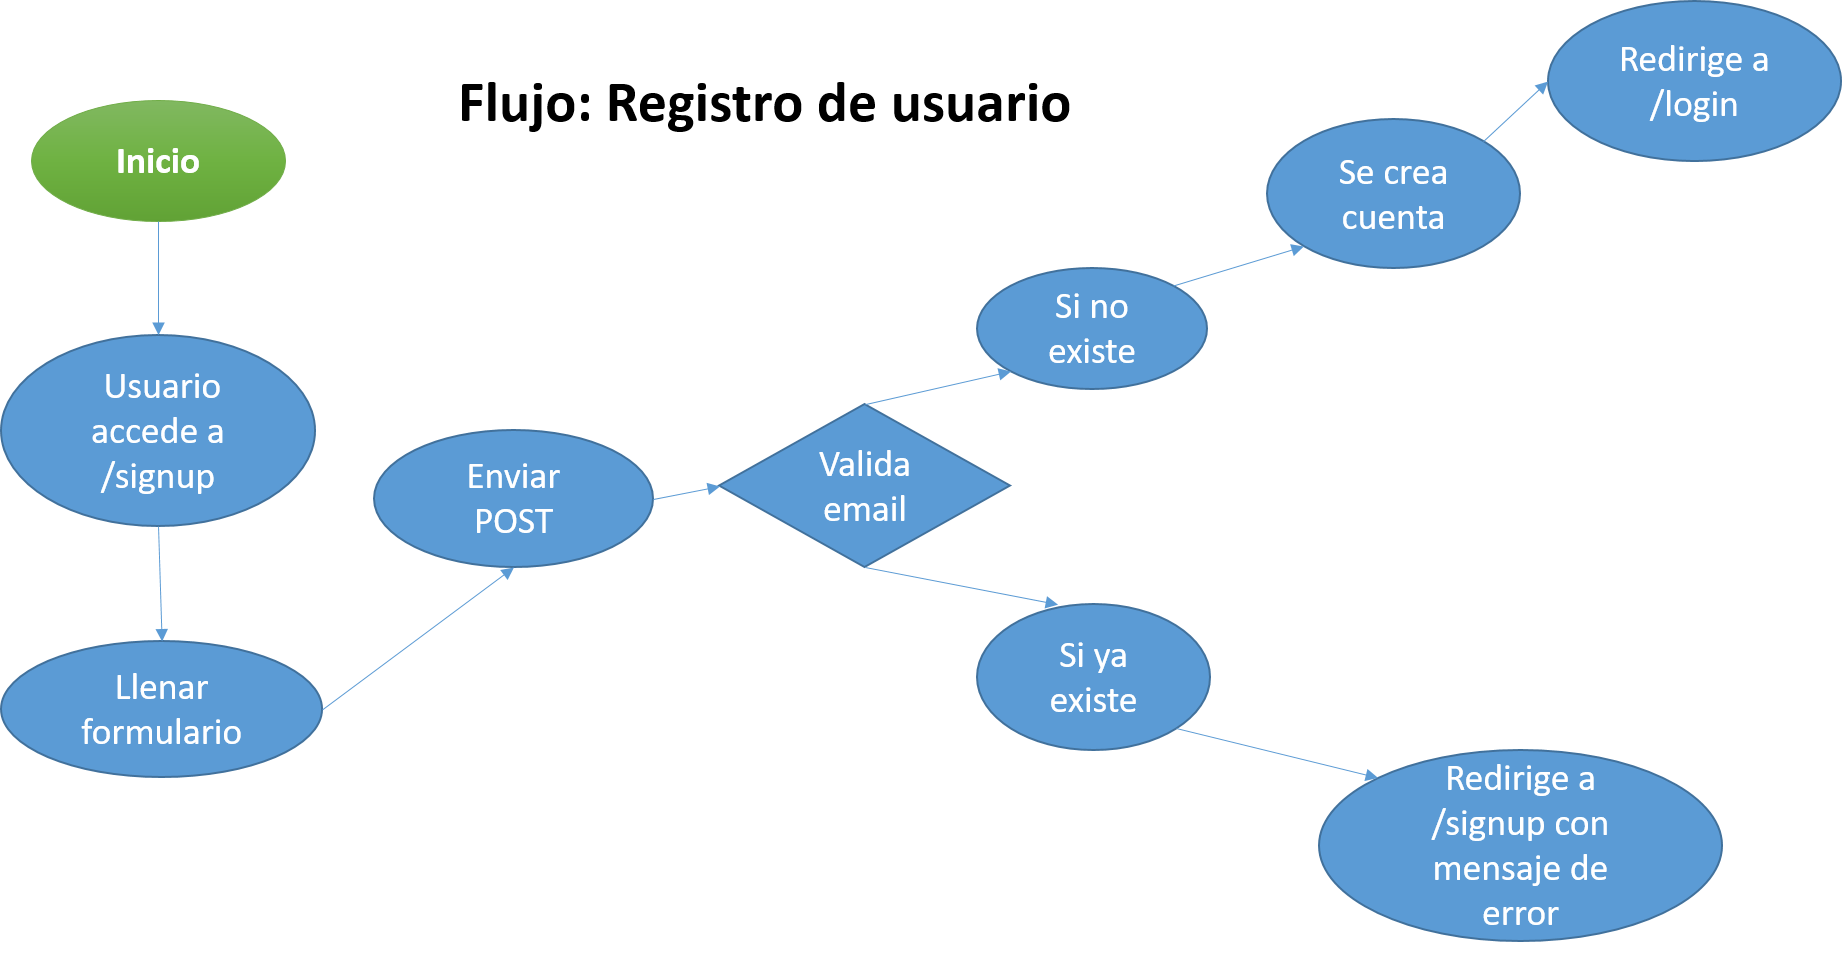 Flujo: Registro de usuario
Inicio
Usuario
accede a
/signup
Llenar
formulario
Enviar
POST
Valida
email
Si no
existe
Se crea
cuenta
Redirige a
/login
Si ya
existe
Redirige a
/signup con
mensaje de
error